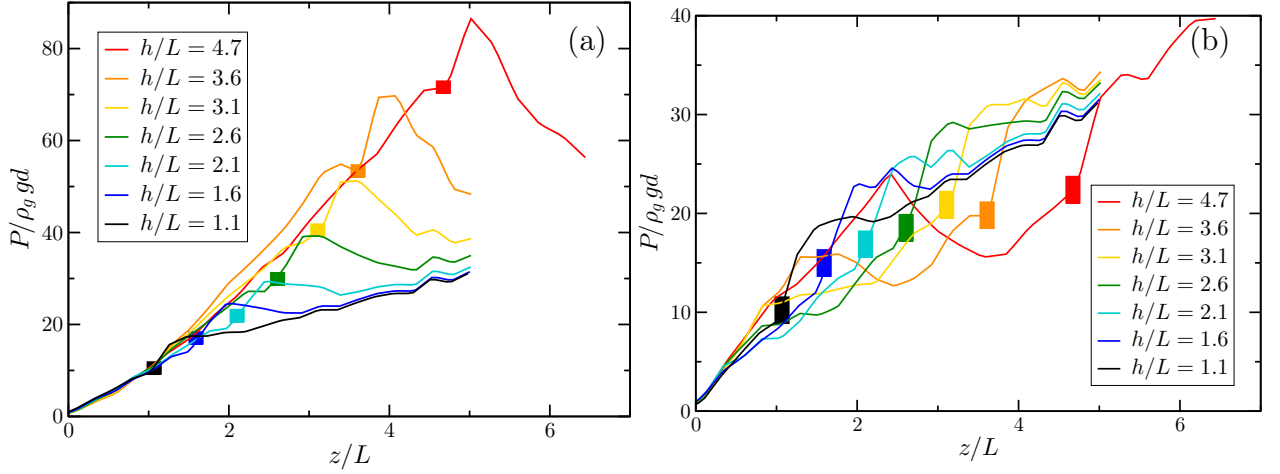 (a)
h/L = 4.7
h/L = 3.6
h/L = 3.1
h/L = 2.6
h/L = 2.1
h/L = 1.6
h/L = 1.1
P/ρ_g gd
80
60
40
20
0
0 2 4 6
z/L
(b)
P/ρ_g gd
40
30
20
10
0
h/L = 4.7
h/L = 3.6
h/L = 3.1
h/L = 2.6
h/L = 2.1
h/L = 1.6
h/L = 1.1
0 2 4 6
z/L